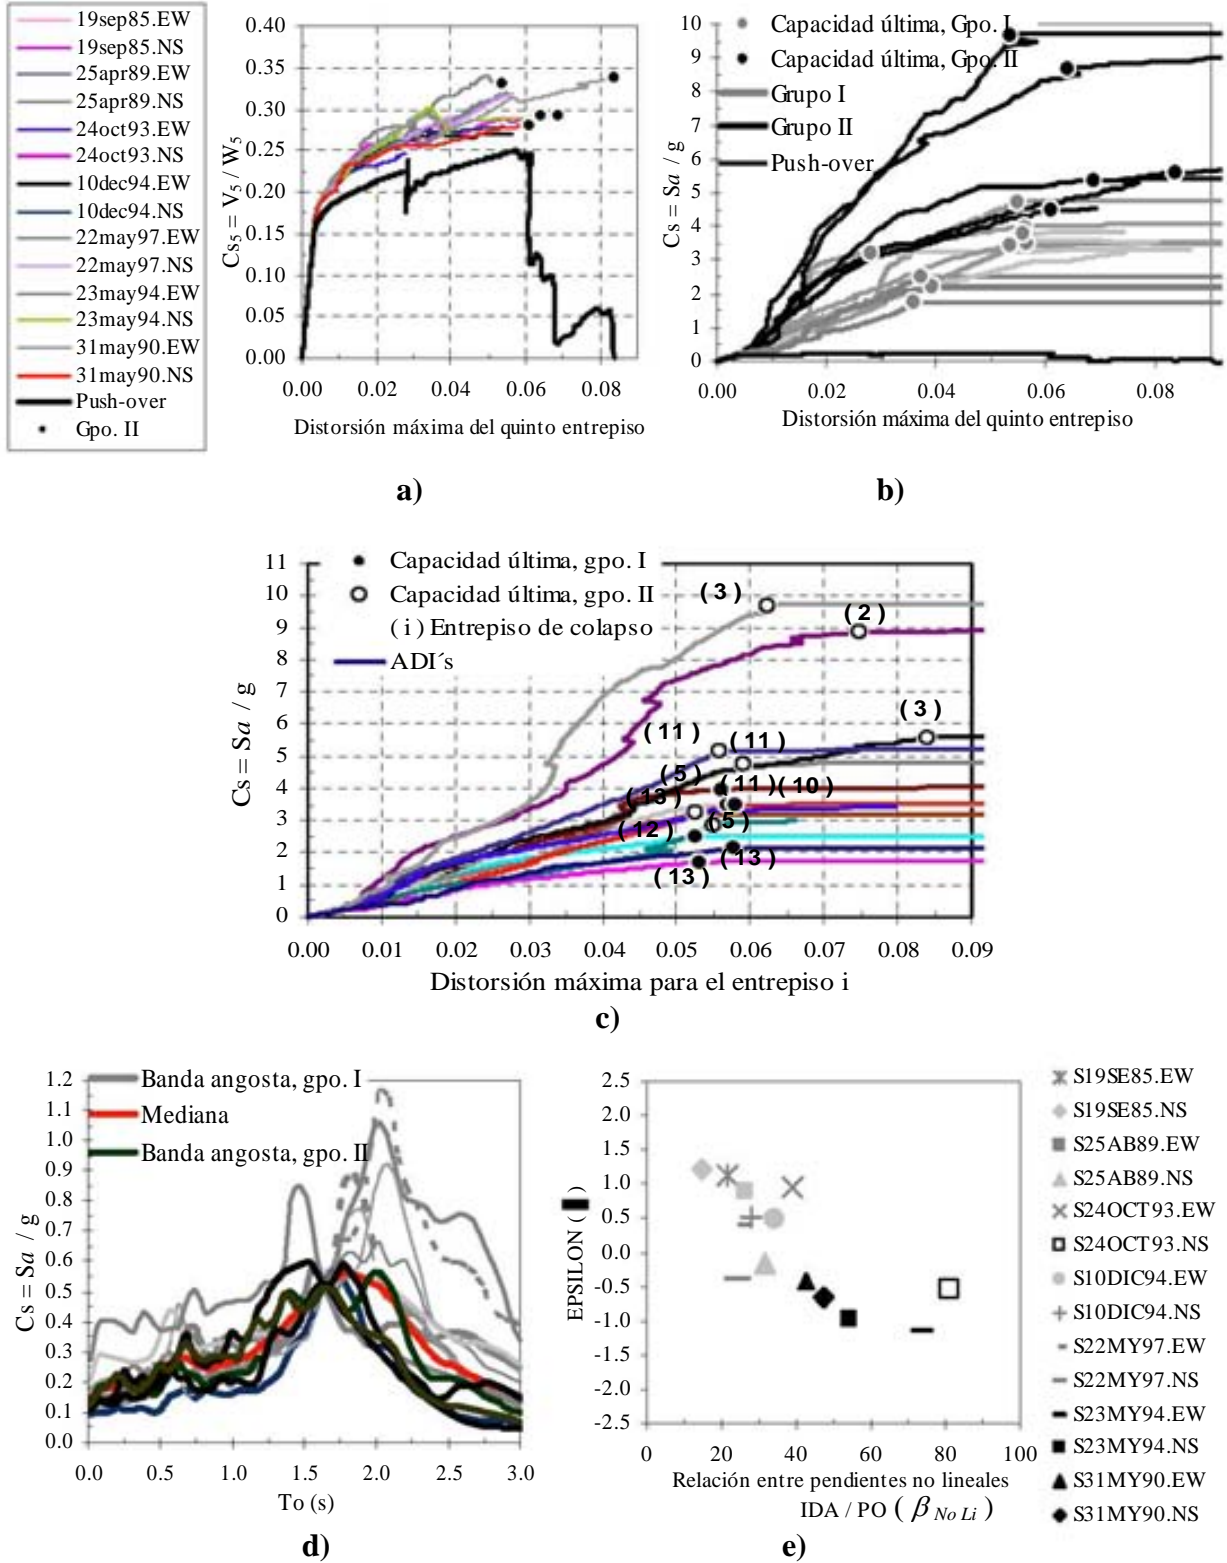 19sep85.EW
19sep85.NS
25apr89.EW
25apr89.NS
24oct93.EW
24oct93.NS
10dec94.EW
10dec94.NS
22may97.EW
22may97.NS
23may94.EW
23may94.NS
31may90.EW
31may90.NS
Push-over
Gpo. II
Cs5 = V5 / W5
0.40
0.35
0.30
0.25
0.20
0.15
0.10
0.05
0.00
0.00 0.02 0.04 0.06 0.08
Distorsión máxima del quinto entrepiso
a)
Cs = Sa / g
10
9
8
7
6
5
4
3
2
1
0
Capacidad última, Gpo. I
Capacidad última, Gpo. II
Grupo I
Grupo II
Push-over
0.00 0.02 0.04 0.06 0.08
Distorsión máxima del quinto entrepiso
b)
Cs = Sa / g
11
10
9
8
7
6
5
4
3
2
1
0
Capacidad última, gpo. I
Capacidad última, gpo. II
( i ) Entrepiso de colapso
ADI´s
( 3 )
( 2 )
( 3 )
( 11 ) ( 11 )
( 5 ) ( 11 ) ( 10 )
( 13 )
( 12 ) ( 5 )
( 13 )
( 13 )
0.00 0.01 0.02 0.03 0.04 0.05 0.06 0.07 0.08 0.09
Distorsión máxima para el entrepiso i
c)
Cs = Sa / g
1.2
1.1
1.0
0.9
0.8
0.7
0.6
0.5
0.4
0.3
0.2
0.1
0.0
Banda angosta, gpo. I
Mediana
Banda angosta, gpo. II
0.0 0.5 1.0 1.5 2.0 2.5 3.0
To (s)
d)
EPSILON ( )
2.5
2.0
1.5
1.0
0.5
0.0
-0.5
-1.0
-1.5
-2.0
-2.5
0 20 40 60 80 100
Relación entre pendientes no lineales
IDA / PO ( β No Li )
e)
S19SE85.EW
S19SE85.NS
S25AB89.EW
S25AB89.NS
S24OCT93.EW
S24OCT93.NS
S10DIC94.EW
S10DIC94.NS
S22MY97.EW
S22MY97.NS
S23MY94.EW
S23MY94.NS
S31MY90.EW
S31MY90.NS